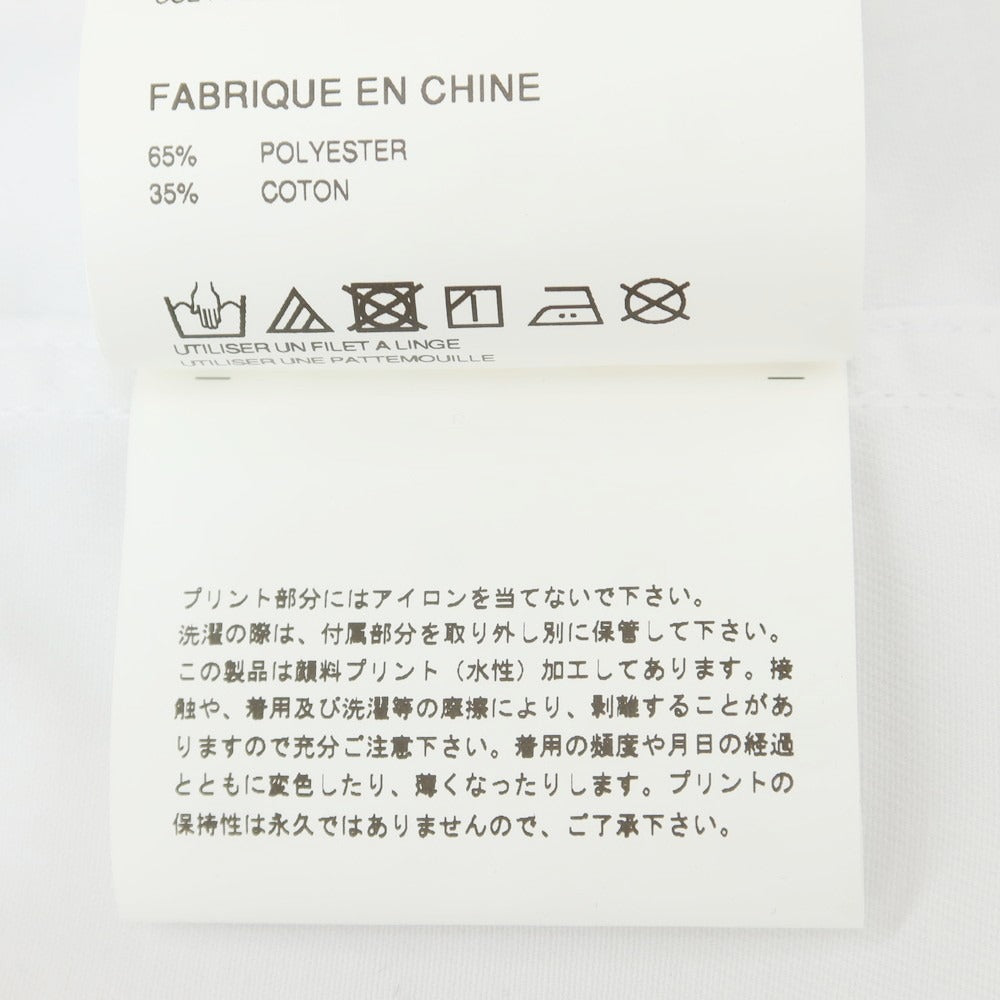 FABRIQUE EN CHINE
65% POLYESTER
35% COTON
UTILISER UN FILET A LINGE
UTILISER UNE PATTEMOUILLE
プリント部分にはアイロンを当てないで下さい。
洗濯の際は、付属部分を取り外し別に保管して下さい。
この製品は顔料プリント（水性）加工してあります。接
触や、着用及び洗濯等の摩擦により、剥離することがあ
りますので充分ご注意下さい。着用の頻度や月日の経過
とともに変色したり、薄くなったりします。プリントの
保持性は永久ではありませんので、ご了承下さい。